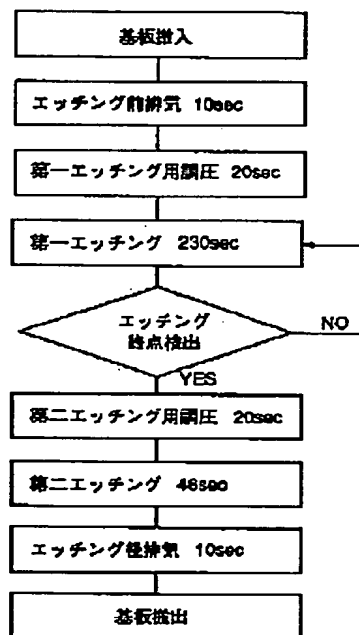 基板搬入
エッチング前排気 10sec
第一エッチング用調圧 20sec
第一エッチング 230sec
エッチング
終点検出
NO
YES
第二エッチング用調圧 20sec
第二エッチング 46sec
エッチング後排気 10sec
基板搬出